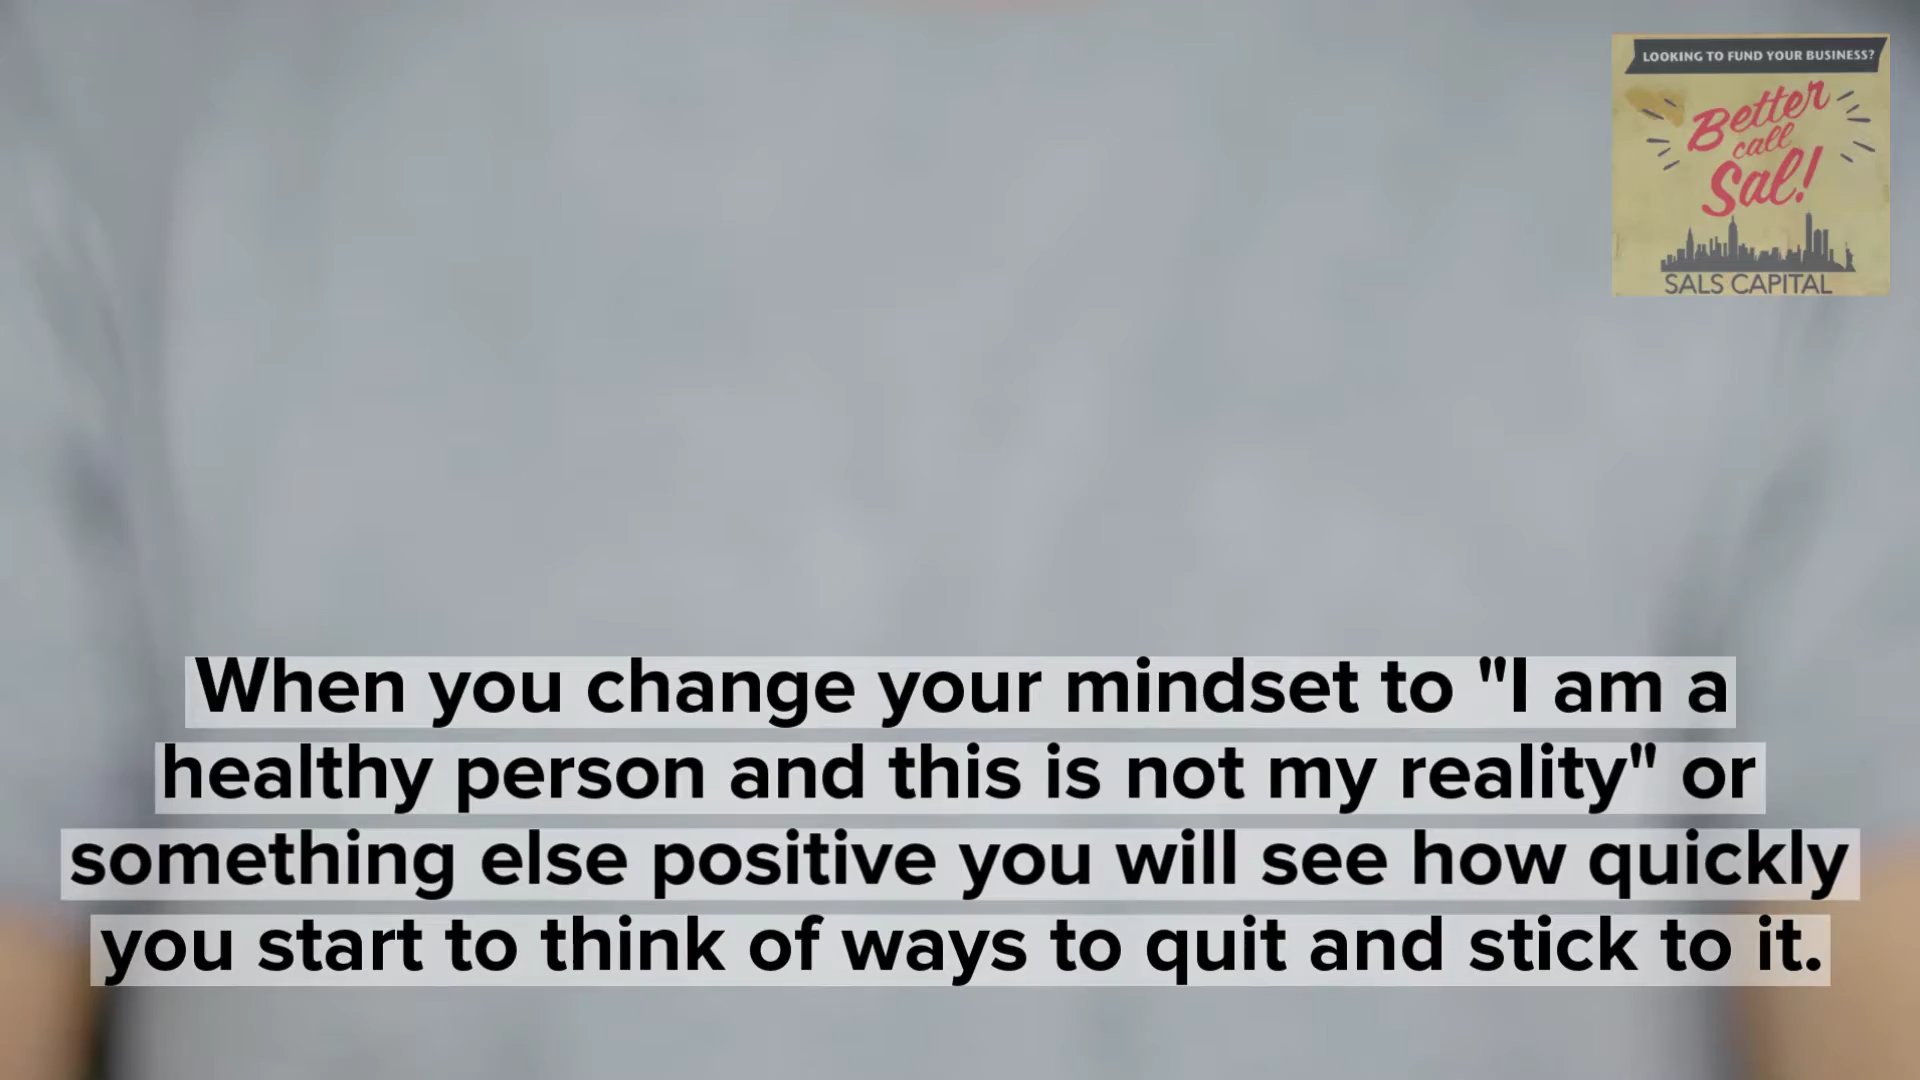 LOOKING TO FUND YOUR BUSINESS?
Better
call
Sal!
SALS CAPITAL
When you change your mindset to "I am a
healthy person and this is not my reality" or
something else positive you will see how quickly
you start to think of ways to quit and stick to it.